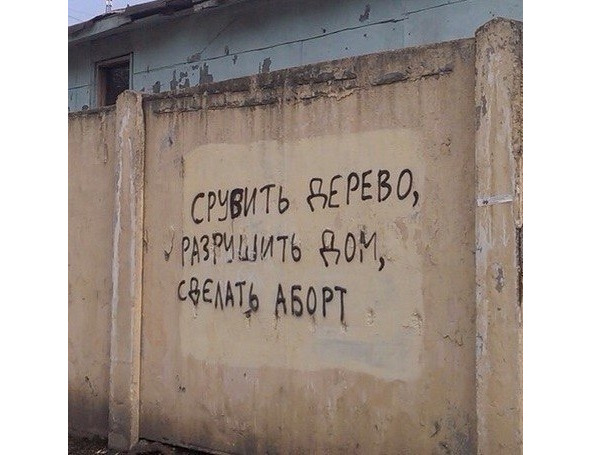 СРУБИТЬ ДЕРЕВО,
РАЗРУШИТЬ ДОМ,
СДЕЛАТЬ АБОРТ